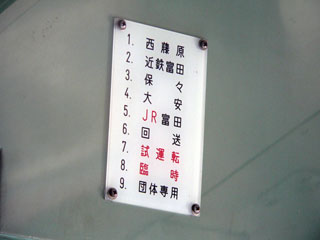 1. 西藤原
2. 近鉄富田
3. 保々
4. 大安
5. JR富田
6. 回送
7. 試運転
8. 臨時
9. 団体専用